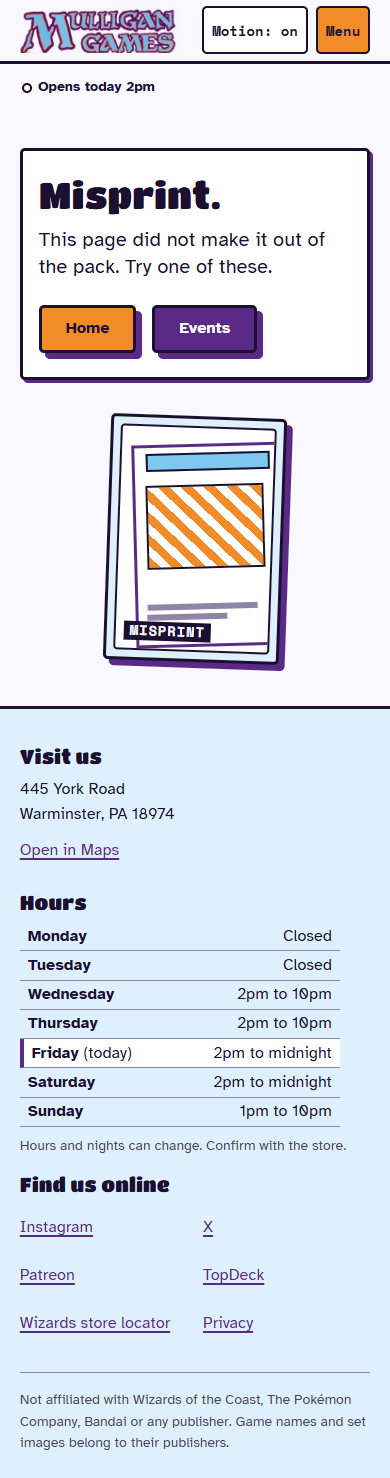 MULLIGAN
GAMES
Motion: on
Menu
Opens today 2pm
Misprint.
This page did not make it out of
the pack. Try one of these.
Home
Events
MISPRINT
Visit us
445 York Road
Warminster, PA 18974
Open in Maps
Hours
Monday Closed
Tuesday Closed
Wednesday 2pm to 10pm
Thursday 2pm to 10pm
Friday (today) 2pm to midnight
Saturday 2pm to midnight
Sunday 1pm to 10pm
Hours and nights can change. Confirm with the store.
Find us online
Instagram X
Patreon TopDeck
Wizards store locator Privacy
Not affiliated with Wizards of the Coast, The Pokémon
Company, Bandai or any publisher. Game names and set
images belong to their publishers.